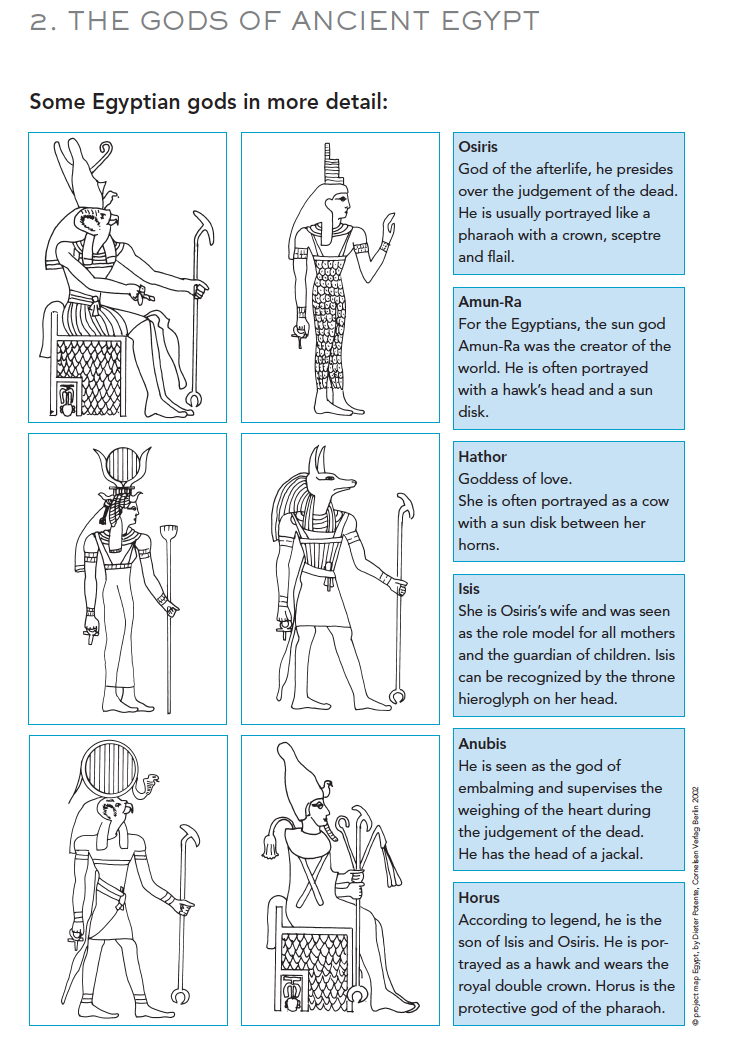 2. THE GODS OF ANCIENT EGYPT
Some Egyptian gods in more detail:
Osiris
God of the afterlife, he presides
over the judgement of the dead.
He is usually portrayed like a
pharaoh with a crown, sceptre
and flail.
Amun-Ra
For the Egyptians, the sun god
Amun-Ra was the creator of the
world. He is often portrayed
with a hawk's head and a sun
disk.
Hathor
Goddess of love.
She is often portrayed as a cow
with a sun disk between her
horns.
Isis
She is Osiris's wife and was seen
as the role model for all mothers
and the guardian of children. Isis
can be recognized by the throne
hieroglyph on her head.
Anubis
He is seen as the god of
embalming and supervises the
weighing of the heart during
the judgement of the dead.
He has the head of a jackal.
Horus
According to legend, he is the
son of Isis and Osiris. He is por-
trayed as a hawk and wears the
royal double crown. Horus is the
protective god of the pharaoh.
© project map Egypt, by Dieter Potente, Cornelsen Verlag Berlin 2002